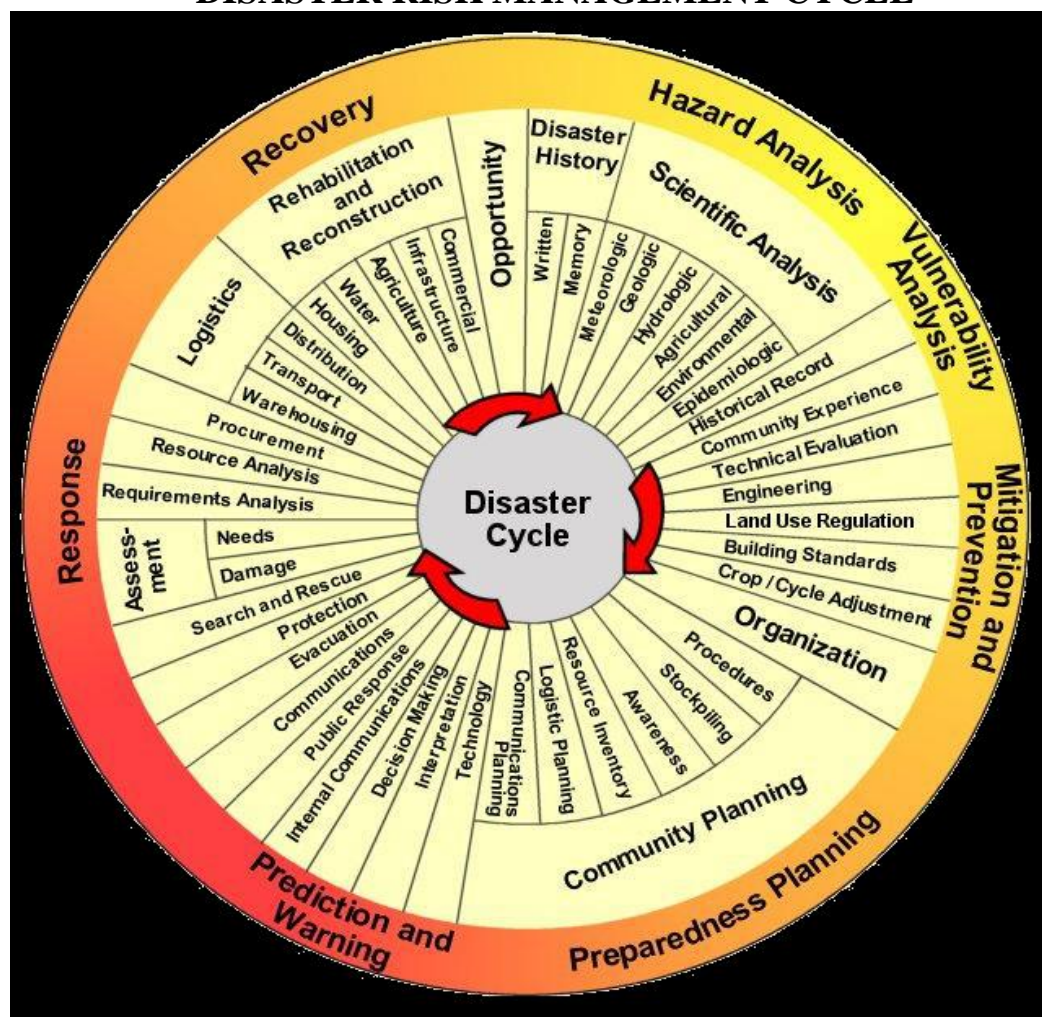 DISASTER RISK MANAGEMENT CYCLE
Hazard Analysis
Vulnerability
Analysis
Mitigation and
Prevention
Preparedness Planning
Prediction and
Warning
Response
Recovery
Disaster
History
Written
Memory
Scientific Analysis
Meteorologic
Geologic
Hydrologic
Agricultural
Environmental
Epidemiologic
Historical Record
Community Experience
Technical Evaluation
Engineering
Land Use Regulation
Building Standards
Crop / Cycle Adjustment
Organization
Community Planning
Procedures
Stockpiling
Awareness
Resource Inventory
Logistic Planning
Communications
Planning
Technology
Interpretation
Decision Making
Internal Communications
Public Response
Communications
Evacuation
Protection
Search and Rescue
Assess-
ment
Damage
Needs
Requirements Analysis
Resource Analysis
Procurement
Logistics
Warehousing
Transport
Distribution
Rehabilitation
and
Reconstruction
Housing
Water
Agriculture
Infrastructure
Commercial
Opportunity
Disaster
Cycle